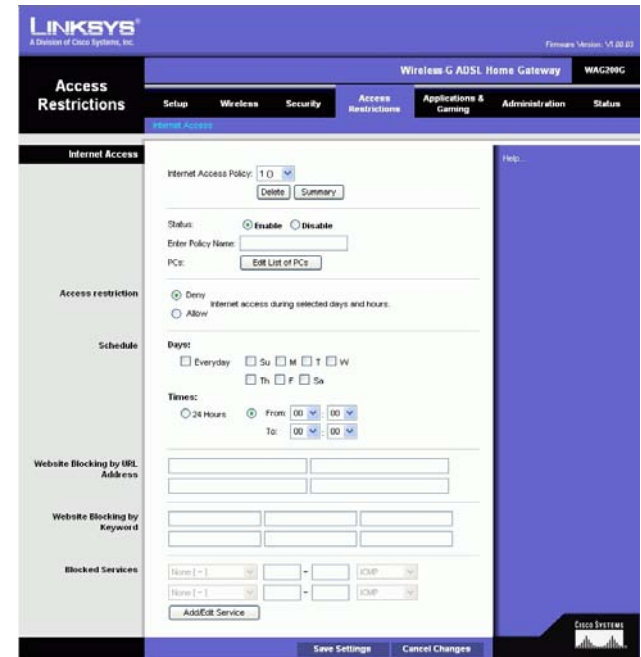 LINKSYS®
A Division of Cisco Systems, Inc.
Firmware Version: V1.00.03
Wireless-G ADSL Home Gateway WAG200G
Access Restrictions
Setup Wireless Security Access Restrictions Applications & Gaming Administration Status
Internet Access
Internet Access
Help...
Internet Access Policy: 1 ()
Delete Summary
Status: Enable Disable
Enter Policy Name:
PCs: Edit List of PCs
Access restriction
Deny
Internet access during selected days and hours.
Allow
Schedule
Days:
Everyday Su M T W
Th F Sa
Times:
24 Hours From: 00 : 00
To: 00 : 00
Website Blocking by URL Address
Website Blocking by Keyword
Blocked Services
None [ - ] - ICMP
None [ - ] - ICMP
Add/Edit Service
CISCO SYSTEMS
Save Settings Cancel Changes